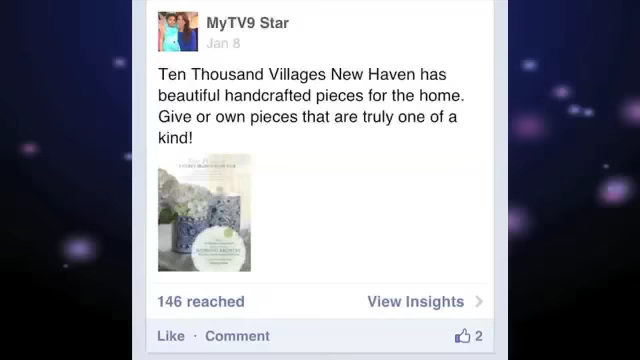 MyTV9 Star
Jan 8
Ten Thousand Villages New Haven has
beautiful handcrafted pieces for the home.
Give or own pieces that are truly one of a
kind!
146 reached
View Insights
Like · Comment
2